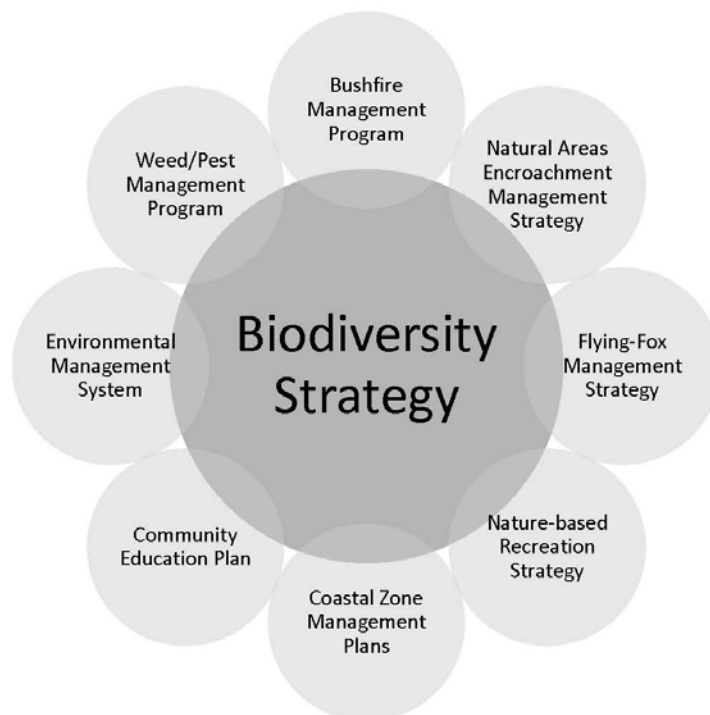 Bushfire
Management
Program
Natural Areas
Encroachment
Management
Strategy
Flying-Fox
Management
Strategy
Nature-based
Recreation
Strategy
Coastal Zone
Management
Plans
Community
Education Plan
Environmental
Management
System
Weed/Pest
Management
Program
Biodiversity
Strategy